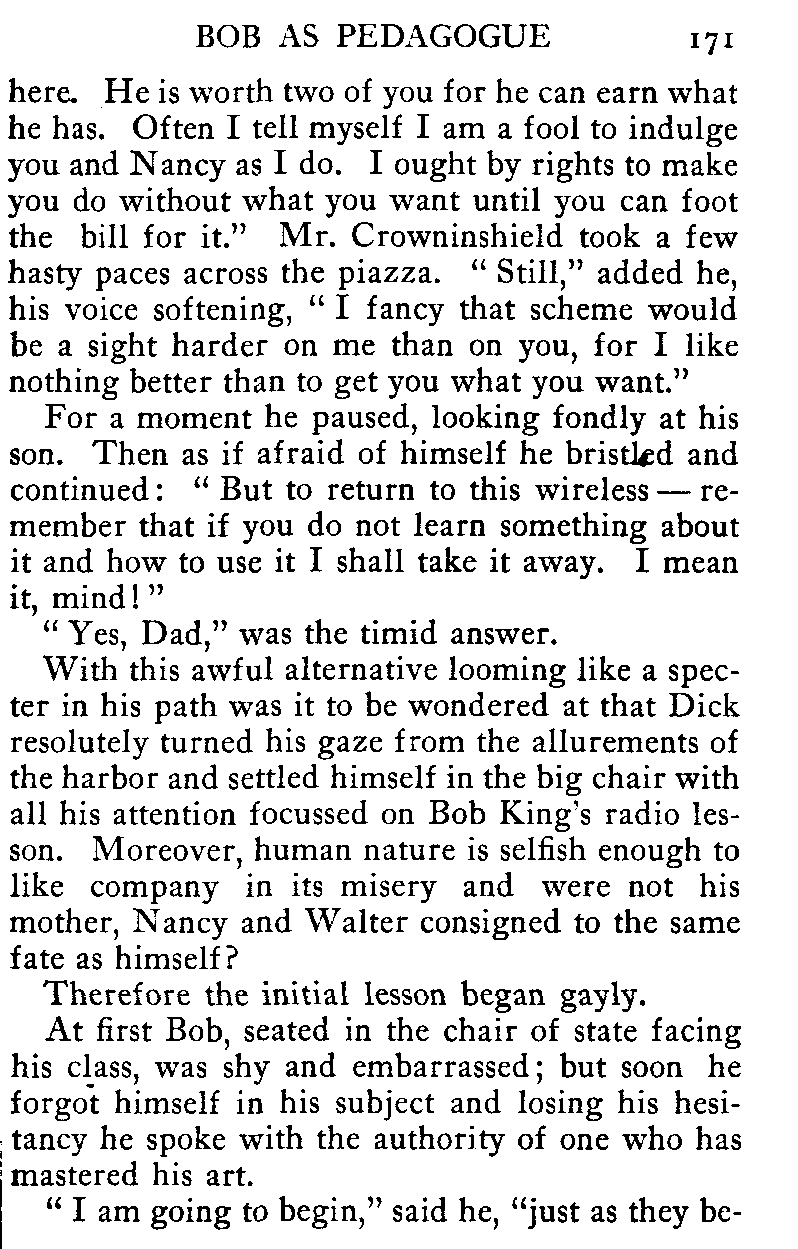 BOB AS PEDAGOGUE 171
here. He is worth two of you for he can earn what
he has. Often I tell myself I am a fool to indulge
you and Nancy as I do. I ought by rights to make
you do without what you want until you can foot
the bill for it.” Mr. Crowninshield took a few
hasty paces across the piazza. “ Still,” added he,
his voice softening, “ I fancy that scheme would
be a sight harder on me than on you, for I like
nothing better than to get you what you want.”
For a moment he paused, looking fondly at his
son. Then as if afraid of himself he bristled and
continued: “ But to return to this wireless — re-
member that if you do not learn something about
it and how to use it I shall take it away. I mean
it, mind! ”
“ Yes, Dad,” was the timid answer.
With this awful alternative looming like a spec-
ter in his path was it to be wondered at that Dick
resolutely turned his gaze from the allurements of
the harbor and settled himself in the big chair with
all his attention focussed on Bob King’s radio les-
son. Moreover, human nature is selfish enough to
like company in its misery and were not his
mother, Nancy and Walter consigned to the same
fate as himself?
Therefore the initial lesson began gayly.
At first Bob, seated in the chair of state facing
his class, was shy and embarrassed; but soon he
forgot himself in his subject and losing his hesi-
tancy he spoke with the authority of one who has
mastered his art.
“ I am going to begin,” said he, “just as they be-